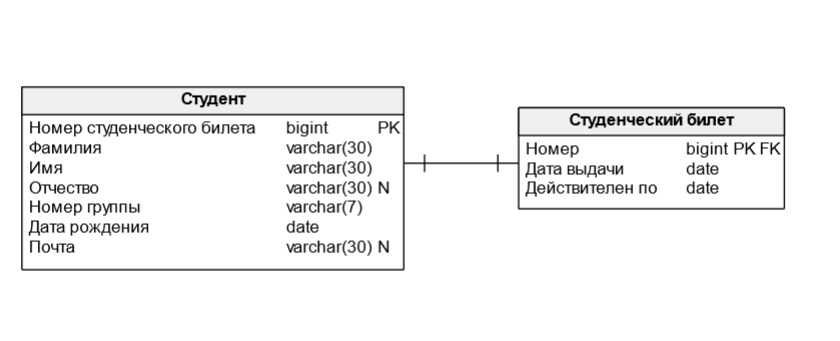 Студент
Номер студенческого билета bigint PK
Фамилия varchar(30)
Имя varchar(30)
Отчество varchar(30) N
Номер группы varchar(7)
Дата рождения date
Почта varchar(30) N
Студенческий билет
Номер bigint PK FK
Дата выдачи date
Действителен по date